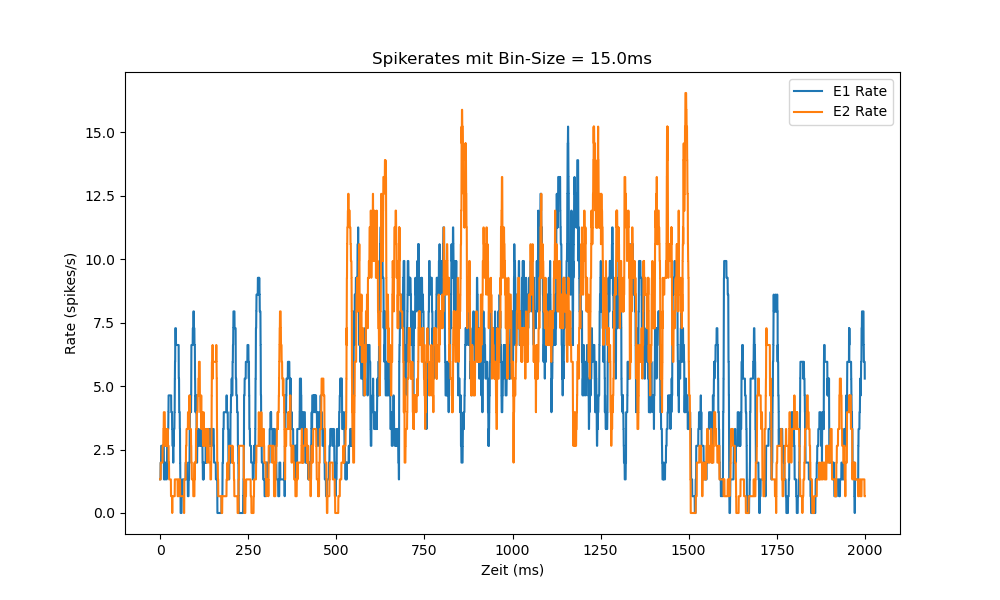 Spikerates mit Bin-Size = 15.0ms
E1 Rate
E2 Rate
Rate (spikes/s)
15.0
12.5
10.0
7.5
5.0
2.5
0.0
0 250 500 750 1000 1250 1500 1750 2000
Zeit (ms)